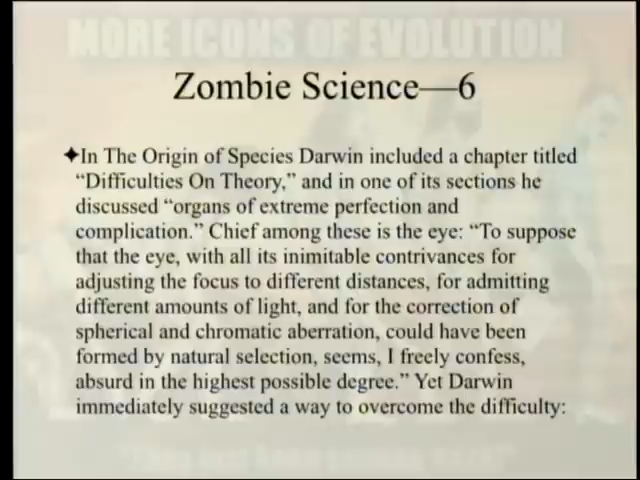 MORE ICONS OF EVOLUTION
Zombie Science—6
✦In The Origin of Species Darwin included a chapter titled
“Difficulties On Theory,” and in one of its sections he
discussed “organs of extreme perfection and
complication.” Chief among these is the eye: “To suppose
that the eye, with all its inimitable contrivances for
adjusting the focus to different distances, for admitting
different amounts of light, and for the correction of
spherical and chromatic aberration, could have been
formed by natural selection, seems, I freely confess,
absurd in the highest possible degree.” Yet Darwin
immediately suggested a way to overcome the difficulty: